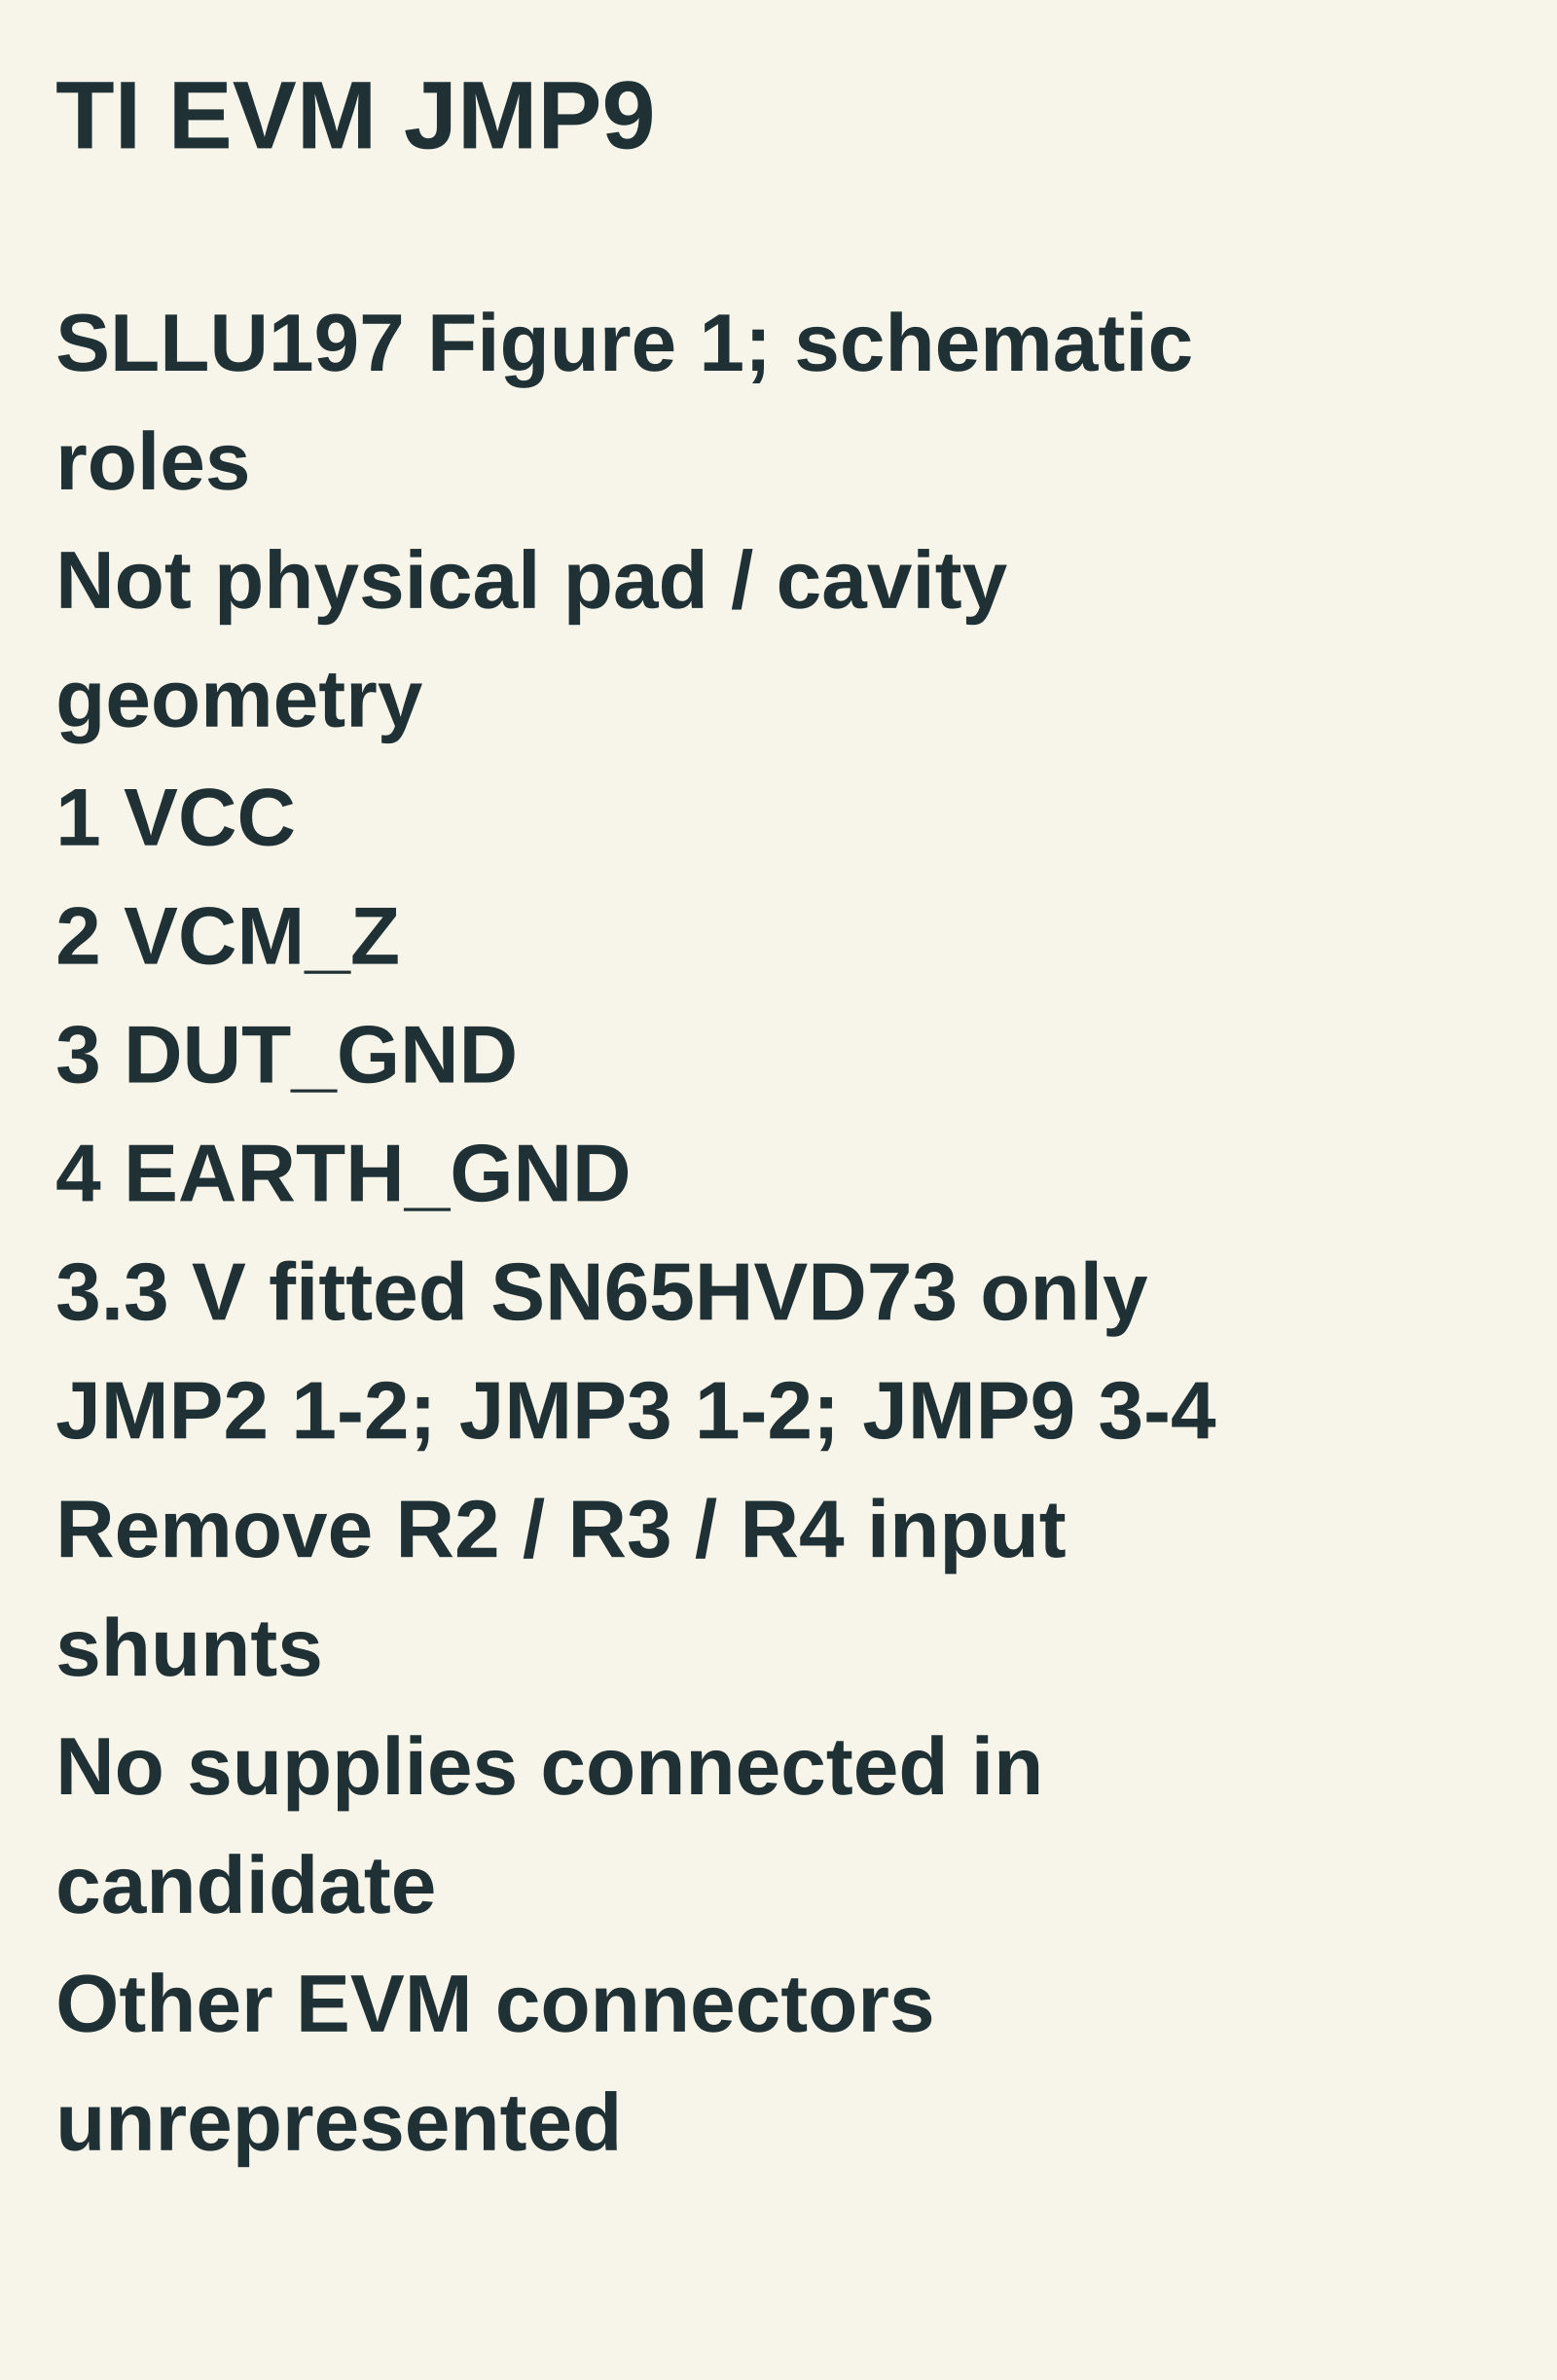 TI EVM JMP9
SLLU197 Figure 1; schematic
roles
Not physical pad / cavity
geometry
1 VCC
2 VCM_Z
3 DUT_GND
4 EARTH_GND
3.3 V fitted SN65HVD73 only
JMP2 1-2; JMP3 1-2; JMP9 3-4
Remove R2 / R3 / R4 input
shunts
No supplies connected in
candidate
Other EVM connectors
unrepresented